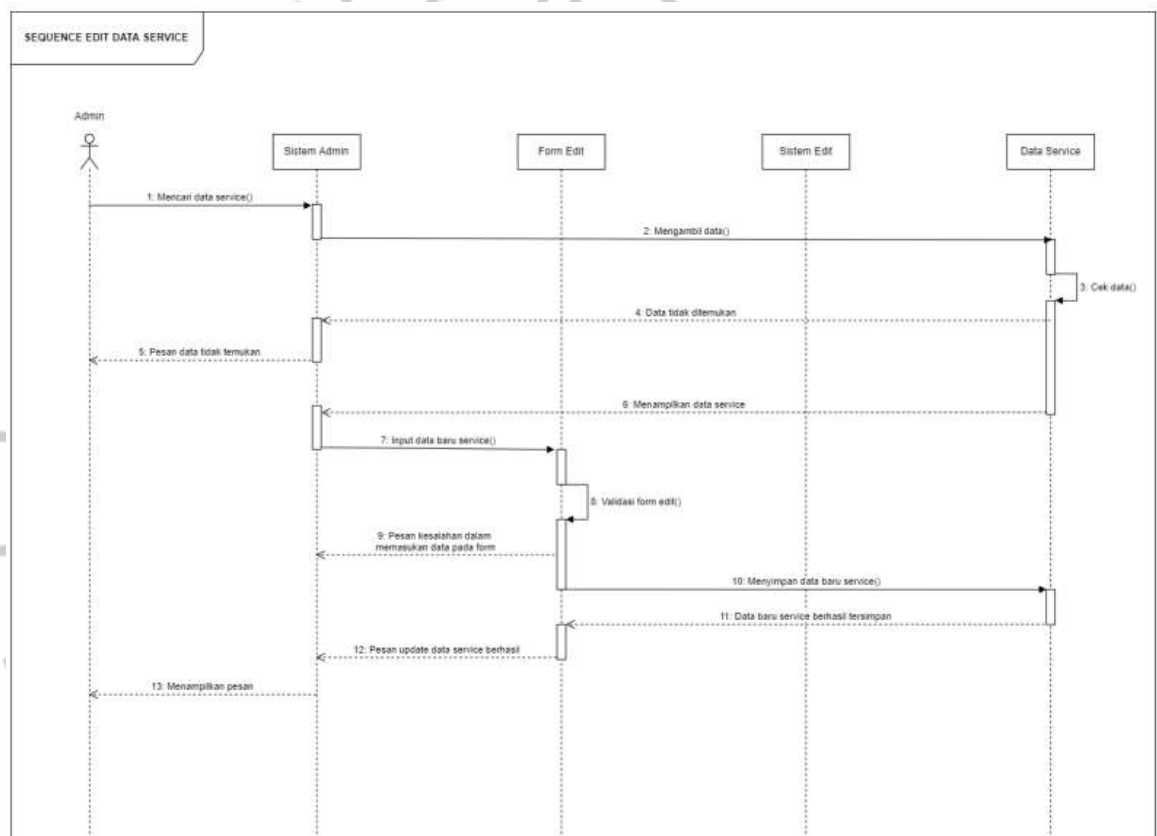 SEQUENCE EDIT DATA SERVICE
Admin
Sistem Admin
Form Edit
Sistem Edit
Data Service
1: Mencari data service()
2: Mengambil data()
3: Cek data()
4: Data tidak ditemukan
5: Pesan data tidak temukan
6: Menampilkan data service
7: Input data baru service()
8: Validasi form edit()
9: Pesan kesalahan dalam
memasukan data pada form
10: Menyimpan data baru service()
11: Data baru service berhasil tersimpan
12: Pesan update data service berhasil
13: Menampilkan pesan